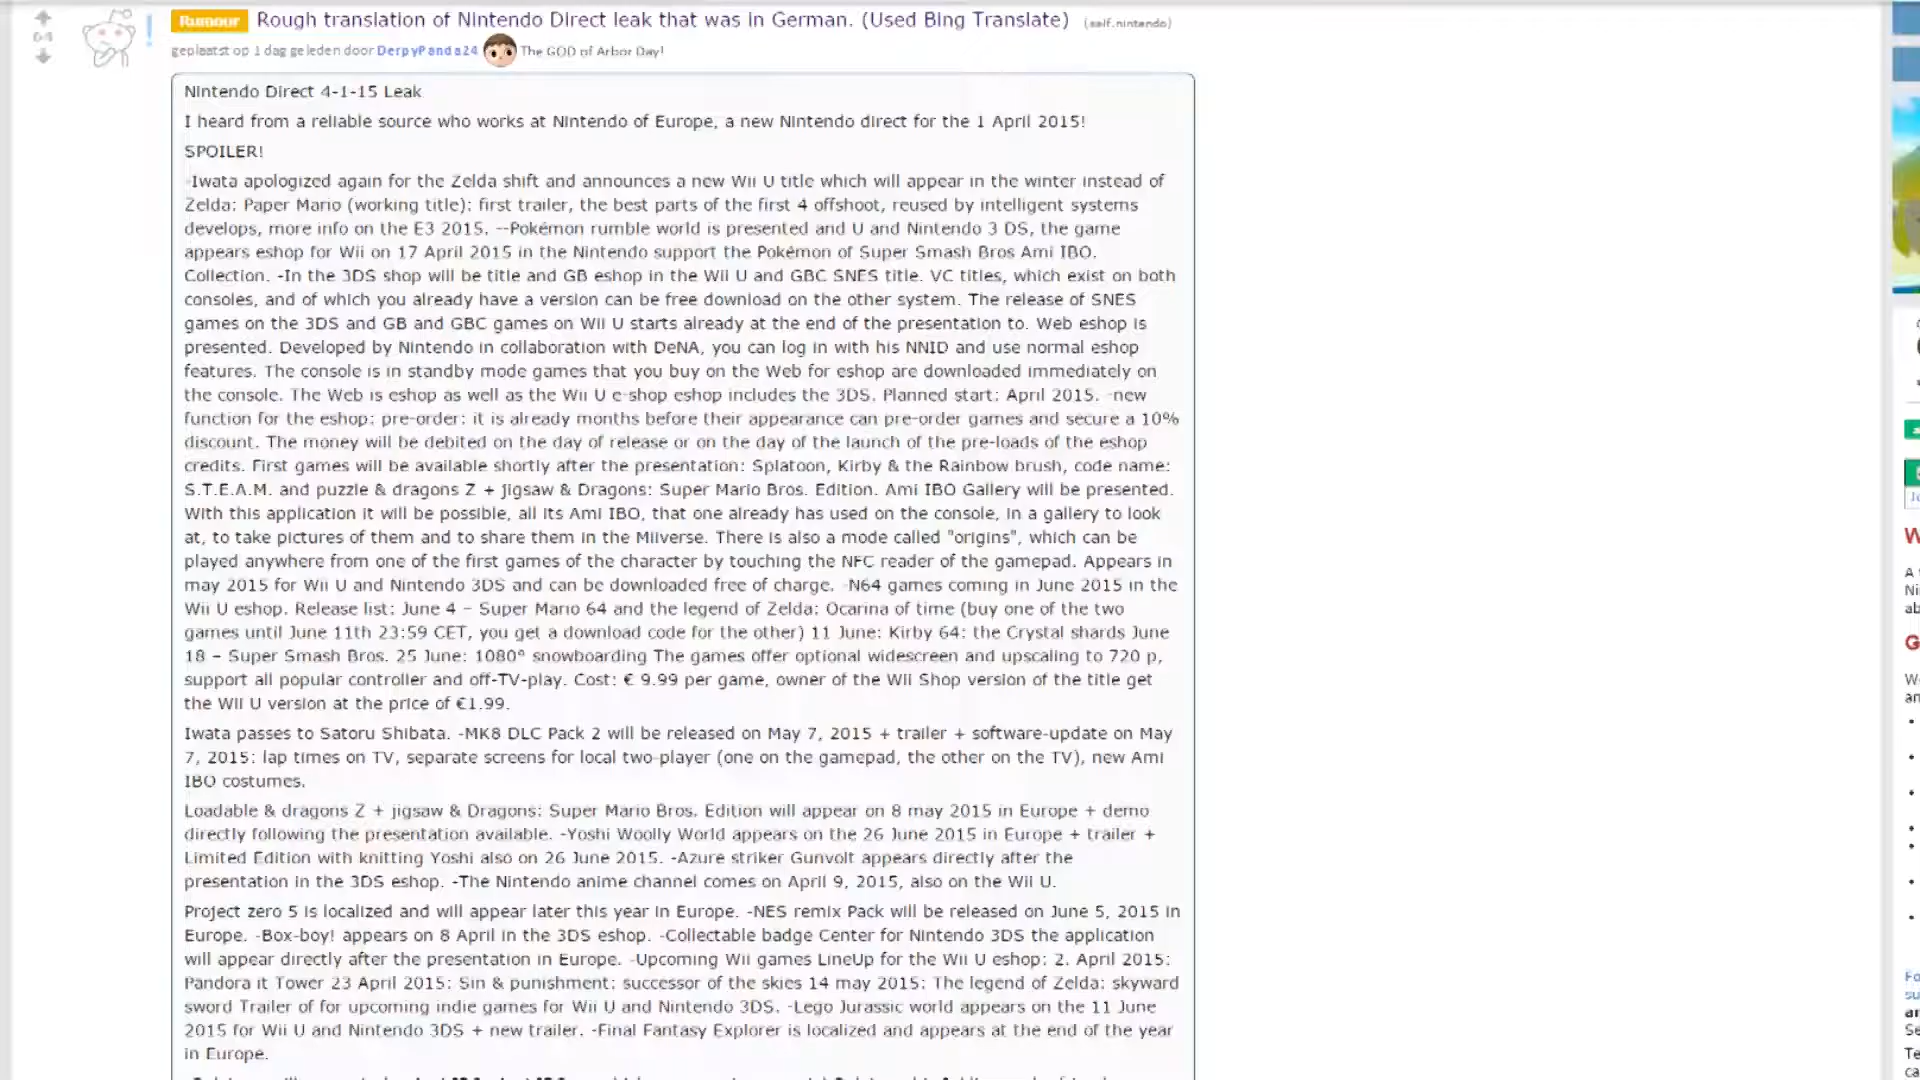 Rumour Rough translation of Nintendo Direct leak that was in German. (Used Bing Translate) (self.nintendo)
geplaatst op 1 dag geleden door DerpyPanda24 The GOD of Arbor Day!
Nintendo Direct 4-1-15 Leak
I heard from a reliable source who works at Nintendo of Europe, a new Nintendo direct for the 1 April 2015!
SPOILER!
-Iwata apologized again for the Zelda shift and announces a new Wii U title which will appear in the winter instead of
Zelda: Paper Mario (working title): first trailer, the best parts of the first 4 offshoot, reused by intelligent systems
develops, more info on the E3 2015. --Pokémon rumble world is presented and U and Nintendo 3 DS, the game
appears eshop for Wii on 17 April 2015 in the Nintendo support the Pokémon of Super Smash Bros Ami IBO.
Collection. -In the 3DS shop will be title and GB eshop in the Wii U and GBC SNES title. VC titles, which exist on both
consoles, and of which you already have a version can be free download on the other system. The release of SNES
games on the 3DS and GB and GBC games on Wii U starts already at the end of the presentation to. Web eshop is
presented. Developed by Nintendo in collaboration with DeNA, you can log in with his NNID and use normal eshop
features. The console is in standby mode games that you buy on the Web for eshop are downloaded immediately on
the console. The Web is eshop as well as the Wii U e-shop eshop includes the 3DS. Planned start: April 2015. -new
function for the eshop: pre-order: it is already months before their appearance can pre-order games and secure a 10%
discount. The money will be debited on the day of release or on the day of the launch of the pre-loads of the eshop
credits. First games will be available shortly after the presentation: Splatoon, Kirby & the Rainbow brush, code name:
S.T.E.A.M. and puzzle & dragons Z + jigsaw & Dragons: Super Mario Bros. Edition. Ami IBO Gallery will be presented.
With this application it will be possible, all its Ami IBO, that one already has used on the console, in a gallery to look
at, to take pictures of them and to share them in the Miiverse. There is also a mode called "origins", which can be
played anywhere from one of the first games of the character by touching the NFC reader of the gamepad. Appears in
may 2015 for Wii U and Nintendo 3DS and can be downloaded free of charge. -N64 games coming in June 2015 in the
Wii U eshop. Release list: June 4 – Super Mario 64 and the legend of Zelda: Ocarina of time (buy one of the two
games until June 11th 23:59 CET, you get a download code for the other) 11 June: Kirby 64: the Crystal shards June
18 – Super Smash Bros. 25 June: 1080° snowboarding The games offer optional widescreen and upscaling to 720 p,
support all popular controller and off-TV-play. Cost: € 9.99 per game, owner of the Wii Shop version of the title get
the Wii U version at the price of €1.99.
Iwata passes to Satoru Shibata. -MK8 DLC Pack 2 will be released on May 7, 2015 + trailer + software-update on May
7, 2015: lap times on TV, separate screens for local two-player (one on the gamepad, the other on the TV), new Ami
IBO costumes.
Loadable & dragons Z + jigsaw & Dragons: Super Mario Bros. Edition will appear on 8 may 2015 in Europe + demo
directly following the presentation available. -Yoshi Woolly World appears on the 26 June 2015 in Europe + trailer +
Limited Edition with knitting Yoshi also on 26 June 2015. -Azure striker Gunvolt appears directly after the
presentation in the 3DS eshop. -The Nintendo anime channel comes on April 9, 2015, also on the Wii U.
Project zero 5 is localized and will appear later this year in Europe. -NES remix Pack will be released on June 5, 2015 in
Europe. -Box-boy! appears on 8 April in the 3DS eshop. -Collectable badge Center for Nintendo 3DS the application
will appear directly after the presentation in Europe. -Upcoming Wii games LineUp for the Wii U eshop: 2. April 2015:
Pandora it Tower 23 April 2015: Sin & punishment: successor of the skies 14 may 2015: The legend of Zelda: skyward
sword Trailer of for upcoming indie games for Wii U and Nintendo 3DS. -Lego Jurassic world appears on the 11 June
2015 for Wii U and Nintendo 3DS + new trailer. -Final Fantasy Explorer is localized and appears at the end of the year
in Europe.